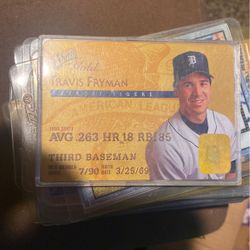 TRAVIS FRYMAN
DETROIT TIGERS
AMERICAN LEAGUE
AVG .263 HR 18 RBI 85
THIRD BASEMAN
7/90
3/25/69